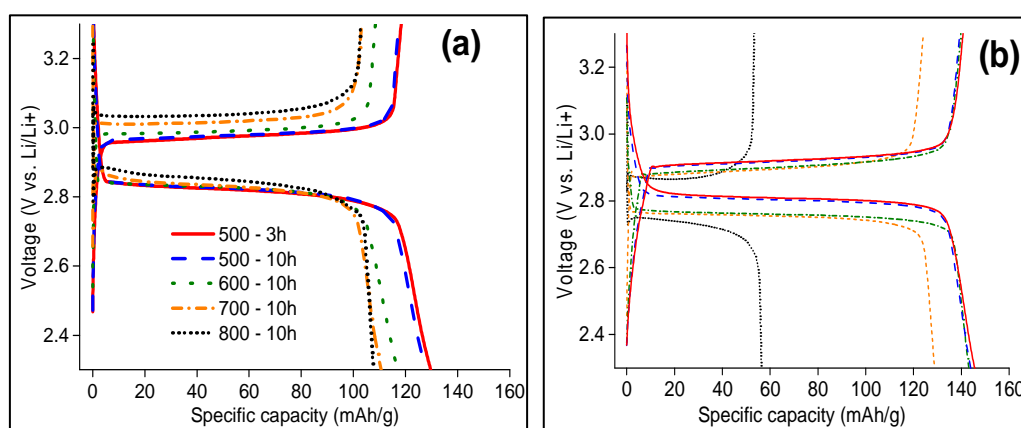 (a)
3.2
3.0
2.8
2.6
2.4
Voltage (V vs. Li/Li+)
500 - 3h
500 - 10h
600 - 10h
700 - 10h
800 - 10h
0 20 40 60 80 100 120 140 160
Specific capacity (mAh/g)
(b)
3.2
3.0
2.8
2.6
2.4
Voltage (V vs. Li/Li+)
0 20 40 60 80 100 120 140 160
Specific capacity (mAh/g)